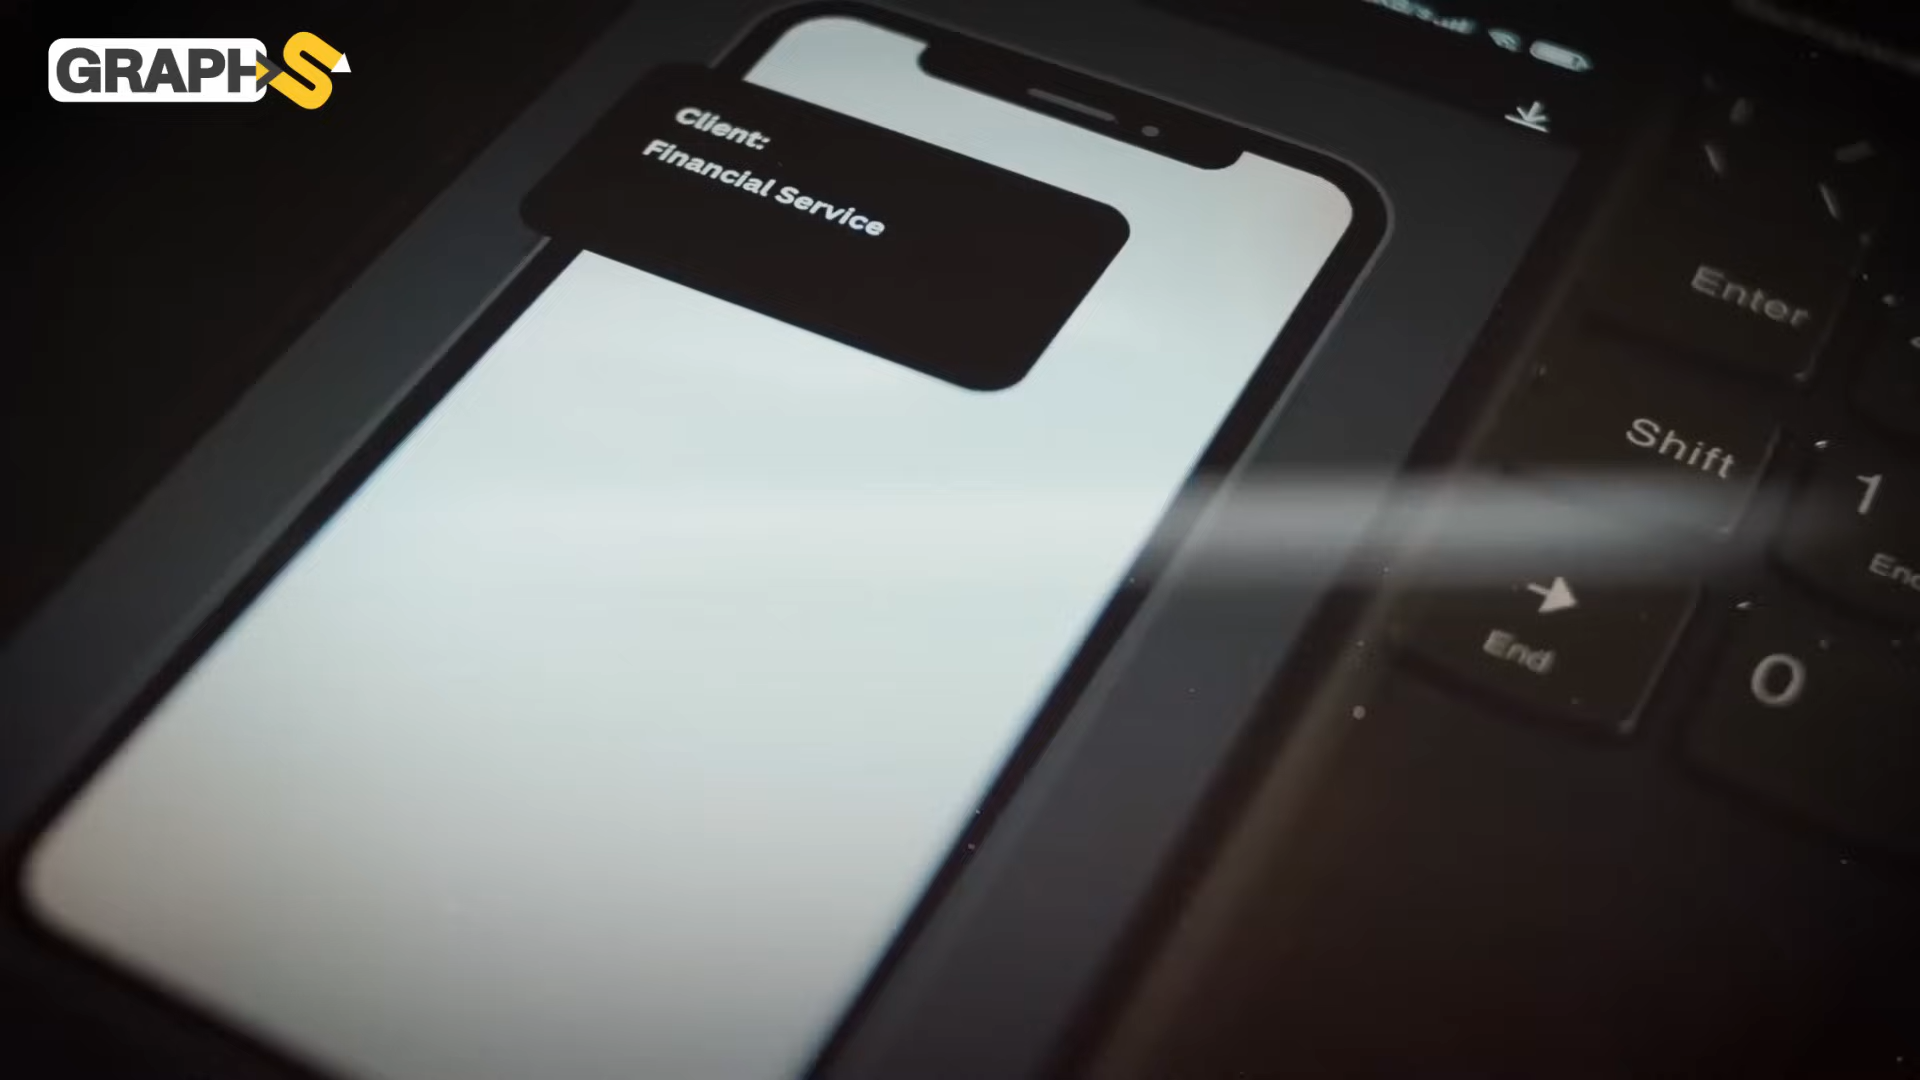 GRAPHS
Client:
Financial Service
Enter
Shift
1
End
End
0